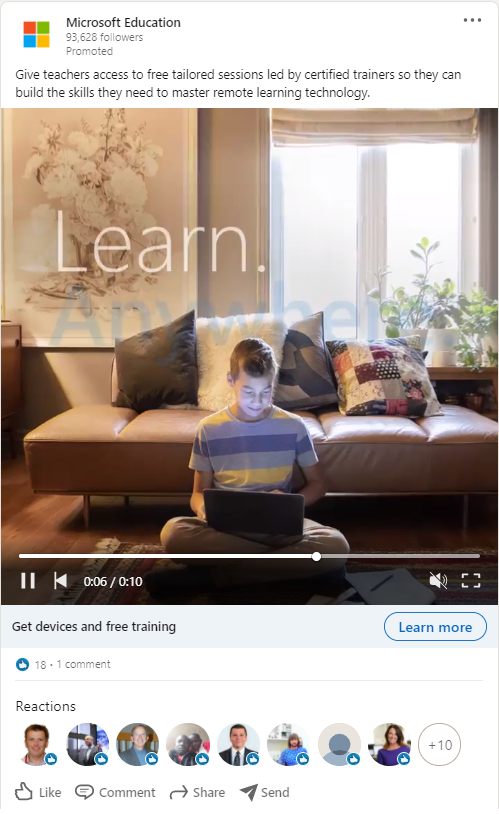 Microsoft Education
93,628 followers
Promoted
Give teachers access to free tailored sessions led by certified trainers so they can
build the skills they need to master remote learning technology.
Learn.
Anywhere.
0:06 / 0:10
Get devices and free training
Learn more
18 · 1 comment
Reactions
+10
Like Comment Share Send